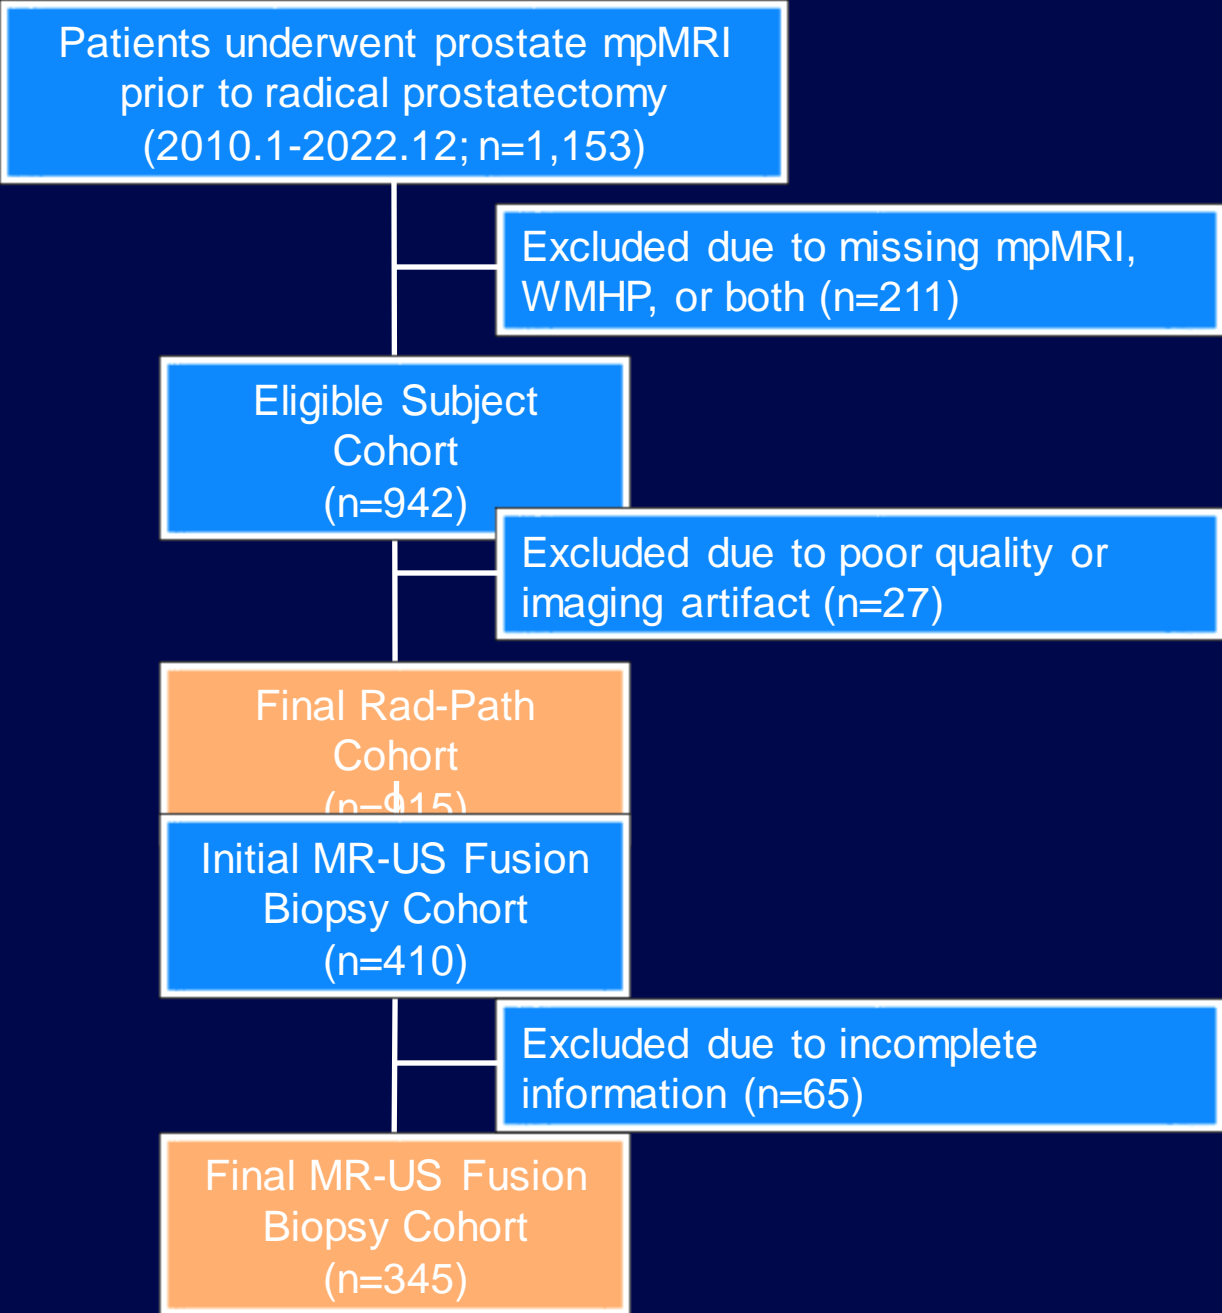 Patients underwent prostate mpMRI
prior to radical prostatectomy
(2010.1-2022.12; n=1,153)
Excluded due to missing mpMRI,
WMHP, or both (n=211)
Eligible Subject
Cohort
(n=942)
Excluded due to poor quality or
imaging artifact (n=27)
Final Rad-Path
Cohort
(n=915)
Initial MR-US Fusion
Biopsy Cohort
(n=410)
Excluded due to incomplete
information (n=65)
Final MR-US Fusion
Biopsy Cohort
(n=345)